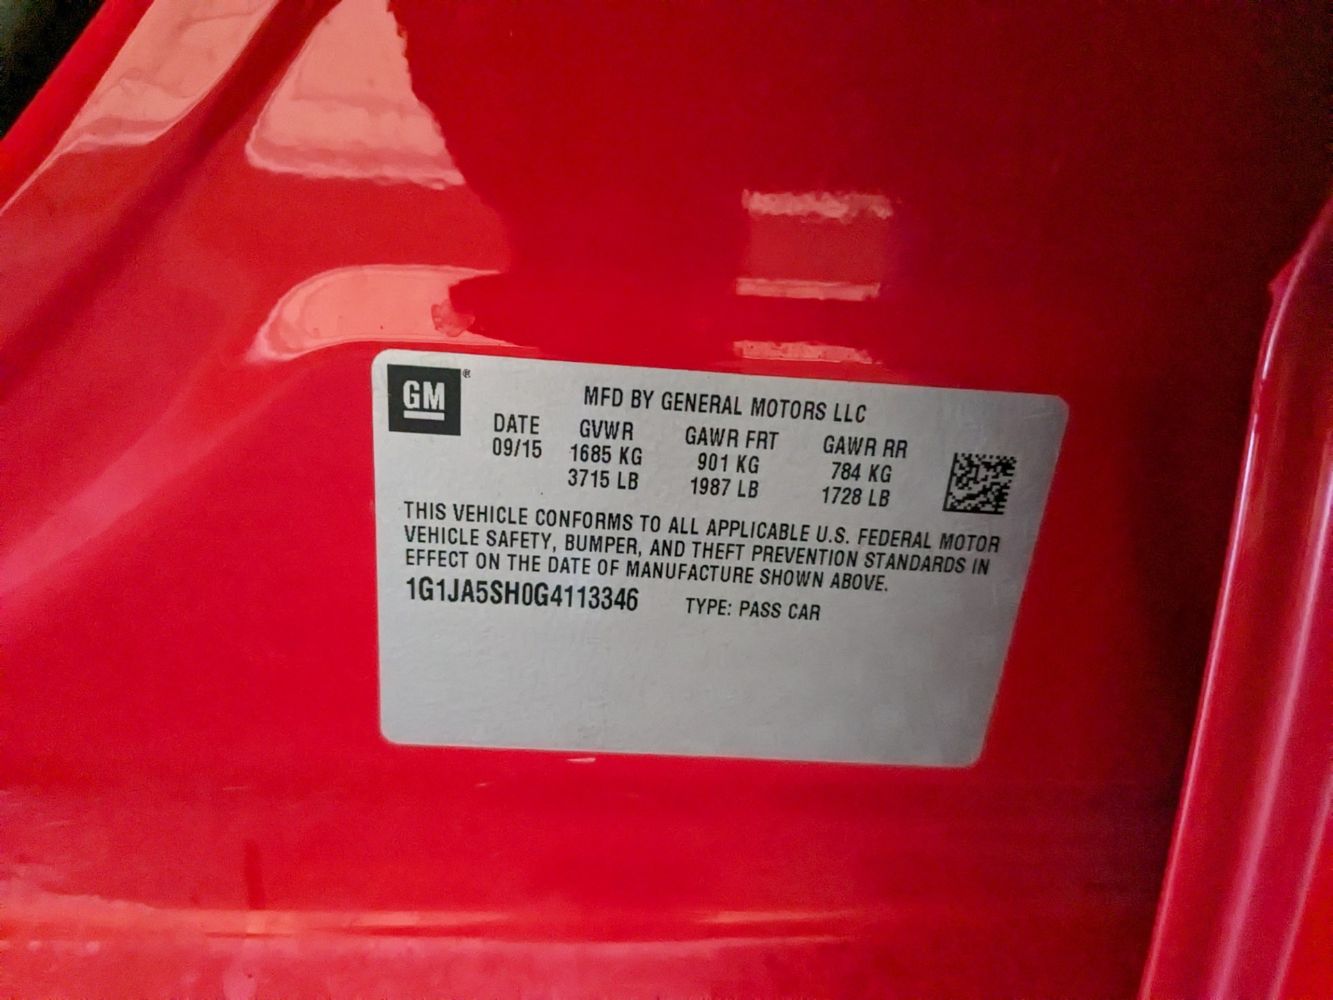 GM®
MFD BY GENERAL MOTORS LLC
DATE GVWR GAWR FRT GAWR RR
09/15 1685 KG 901 KG 784 KG
3715 LB 1987 LB 1728 LB
THIS VEHICLE CONFORMS TO ALL APPLICABLE U.S. FEDERAL MOTOR
VEHICLE SAFETY, BUMPER, AND THEFT PREVENTION STANDARDS IN
EFFECT ON THE DATE OF MANUFACTURE SHOWN ABOVE.
1G1JA5SH0G4113346 TYPE: PASS CAR